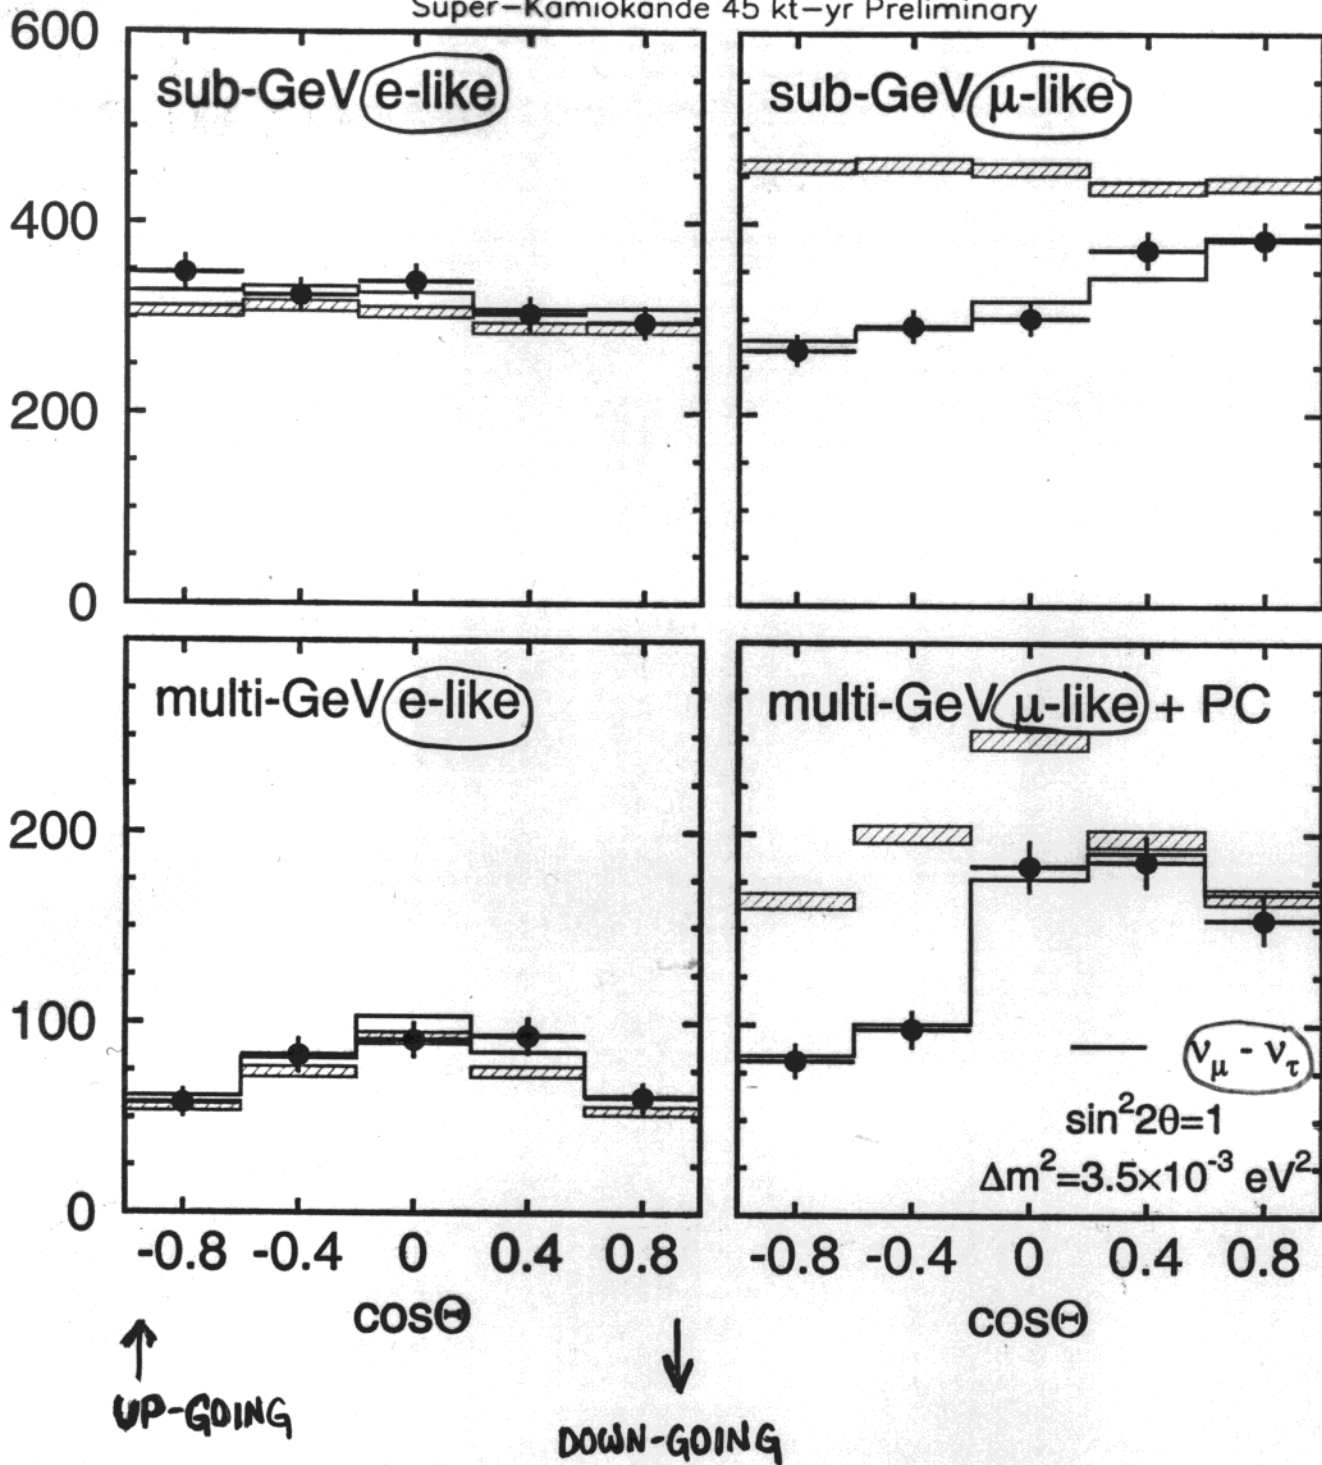 Super-Kamiokande 45 kt-yr Preliminary
600
400
200
0
sub-GeV e-like
sub-GeV μ-like
200
100
0
multi-GeV e-like
multi-GeV μ-like + PC
νμ - ντ
sin²2θ=1
Δm²=3.5×10⁻³ eV²
-0.8 -0.4 0 0.4 0.8
-0.8 -0.4 0 0.4 0.8
cosΘ
cosΘ
UP-GOING
DOWN-GOING